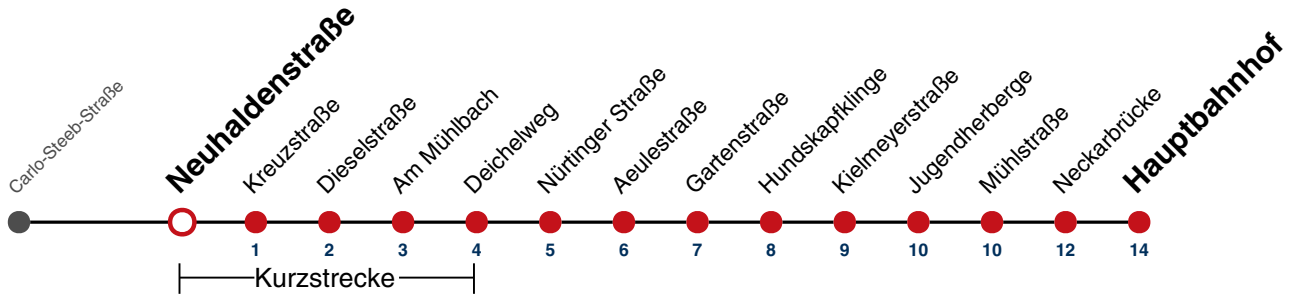 Carlo-Steeb-Straße
Neuhaldenstraße
Kreuzstraße
Dieselstraße
Am Mühlbach
Deichelweg
Nürtinger Straße
Aeulestraße
Gartenstraße
Hundskapfklinge
Kielmeyerstraße
Jugendherberge
Mühlstraße
Neckarbrücke
Hauptbahnhof
1 2 3 4 5 6 7 8 9 10 10 12 14
Kurzstrecke